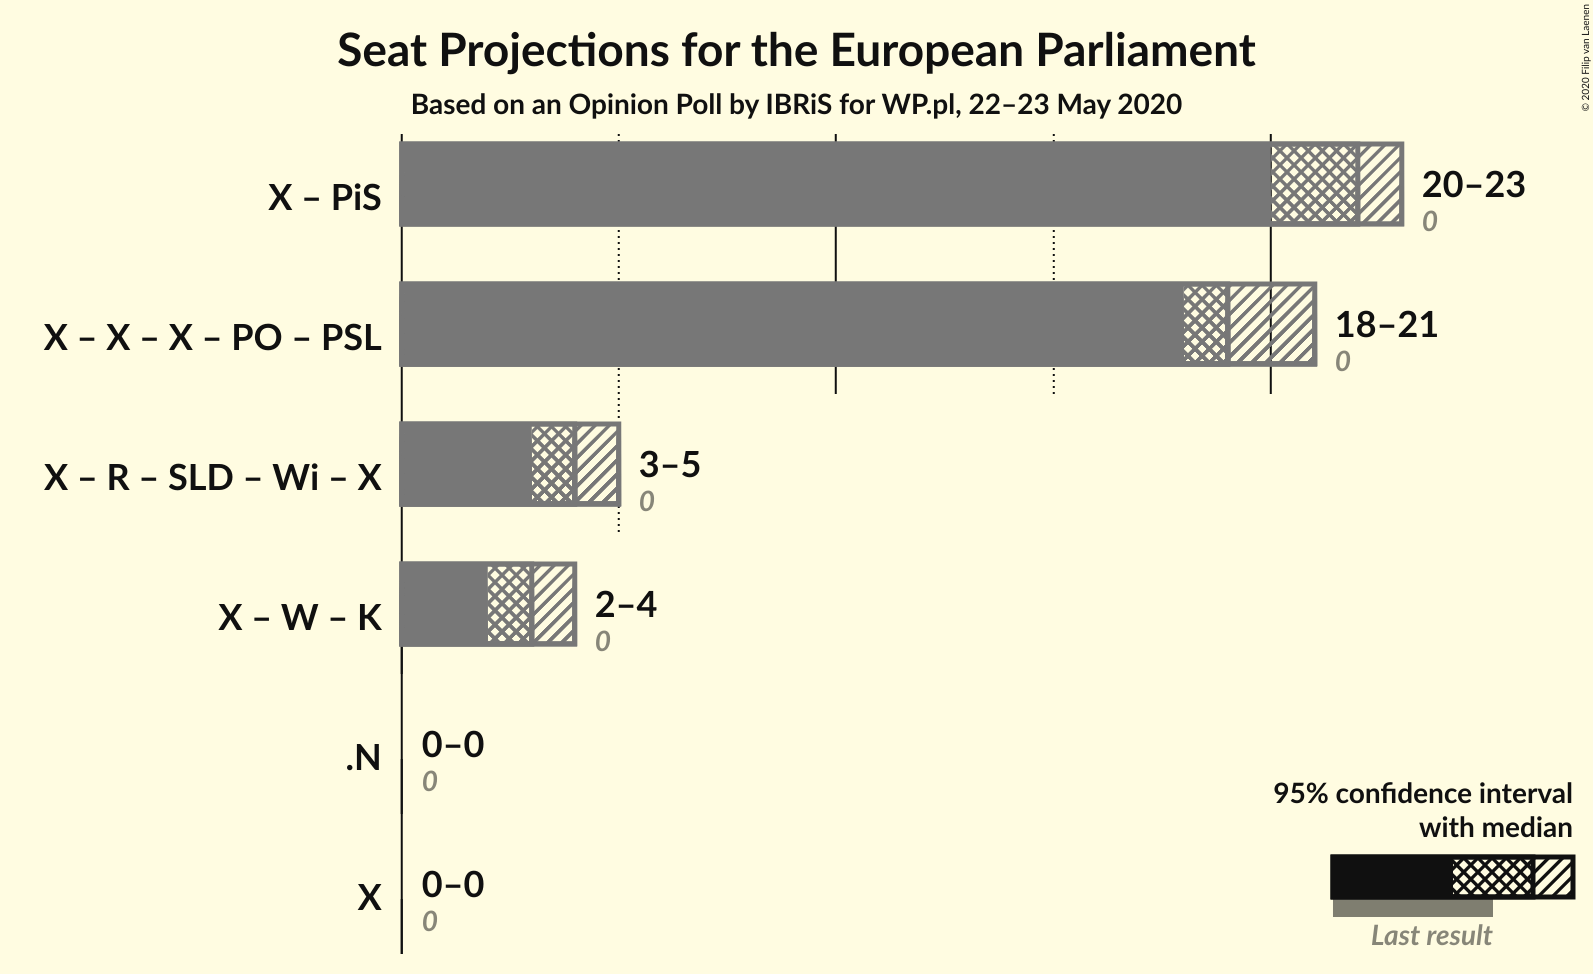 Seat Projections for the European Parliament
Based on an Opinion Poll by IBRiS for WP.pl, 22–23 May 2020
© 2020 Filip van Laenen
X – PiS
20–23
0
X – X – X – PO – PSL
18–21
0
X – R – SLD – Wi – X
3–5
0
X – W – K
2–4
0
.N
0–0
0
X
0–0
0
95% confidence interval
with median
Last result